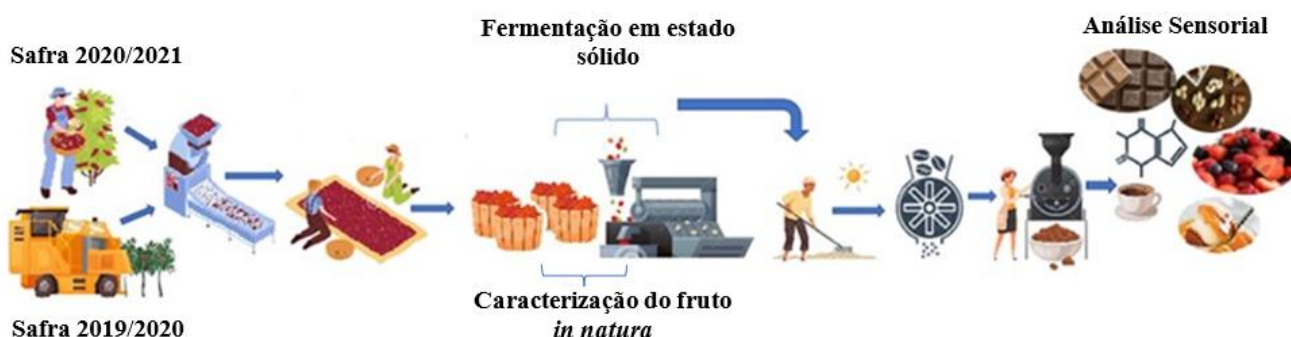 Safra 2020/2021
Fermentação em estado
sólido
Análise Sensorial
Caracterização do fruto
in natura
Safra 2019/2020